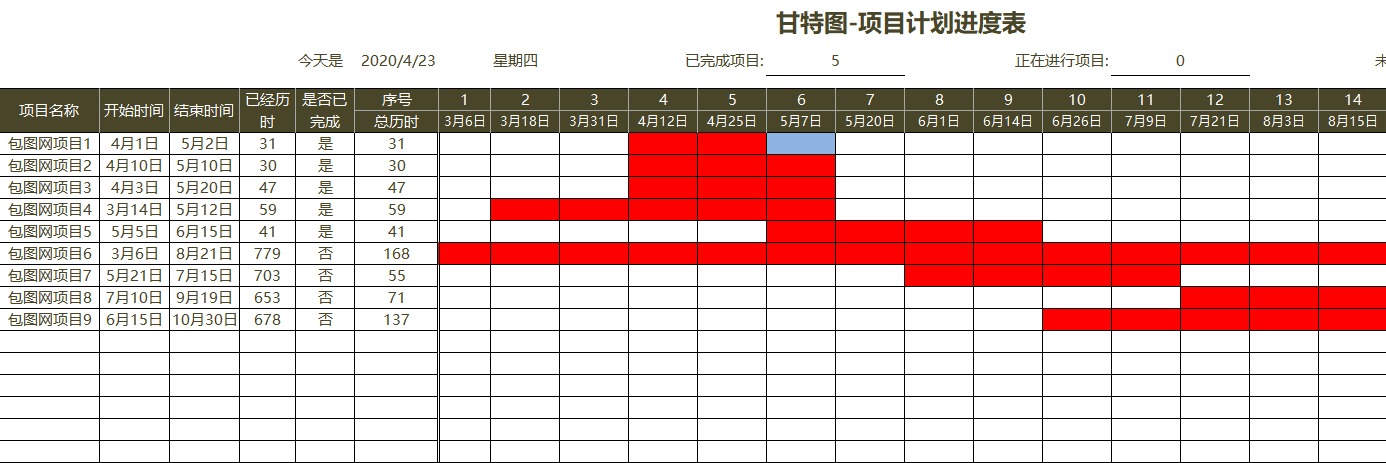 甘特图-项目计划进度表
今天是 2020/4/23 星期四 已完成项目: 5 正在进行项目: 0
项目名称 开始时间 结束时间 已经历时 是否已完成 序号 1 2 3 4 5 6 7 8 9 10 11 12 13 14
总历时 3月6日 3月18日 3月31日 4月12日 4月25日 5月7日 5月20日 6月1日 6月14日 6月26日 7月9日 7月21日 8月3日 8月15日
包图网项目1 4月1日 5月2日 31 是 31
包图网项目2 4月10日 5月10日 30 是 30
包图网项目3 4月3日 5月20日 47 是 47
包图网项目4 3月14日 5月12日 59 是 59
包图网项目5 5月5日 6月15日 41 是 41
包图网项目6 3月6日 8月21日 779 否 168
包图网项目7 5月21日 7月15日 703 否 55
包图网项目8 7月10日 9月19日 653 否 71
包图网项目9 6月15日 10月30日 678 否 137